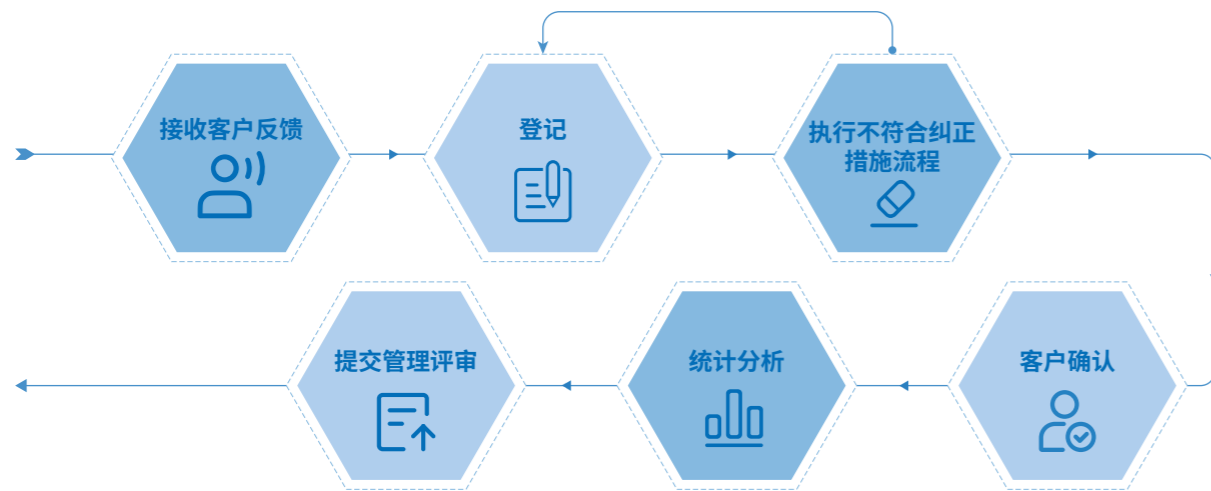 接收客户反馈
登记
执行不符合纠正
措施流程
提交管理评审
统计分析
客户确认